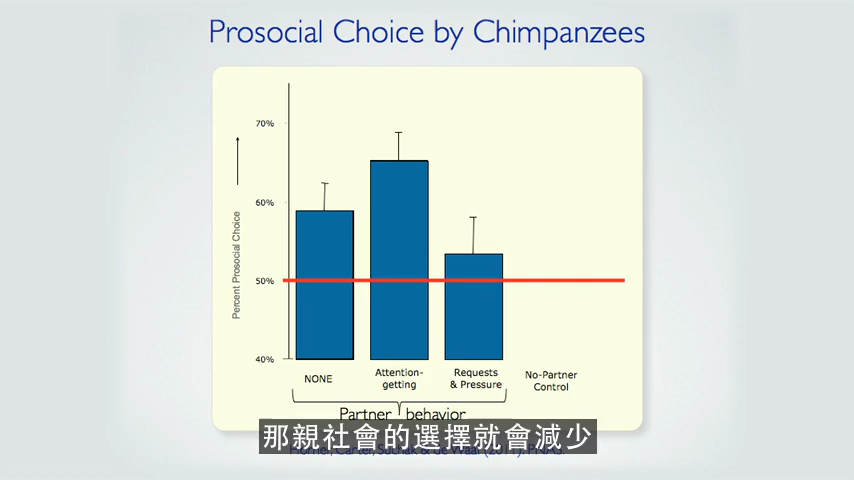 Prosocial Choice by Chimpanzees
70%
60%
50%
40%
Percent Prosocial Choice
NONE
Attention-
getting
Requests
& Pressure
No-Partner
Control
Partner behavior
那親社會的選擇就會減少